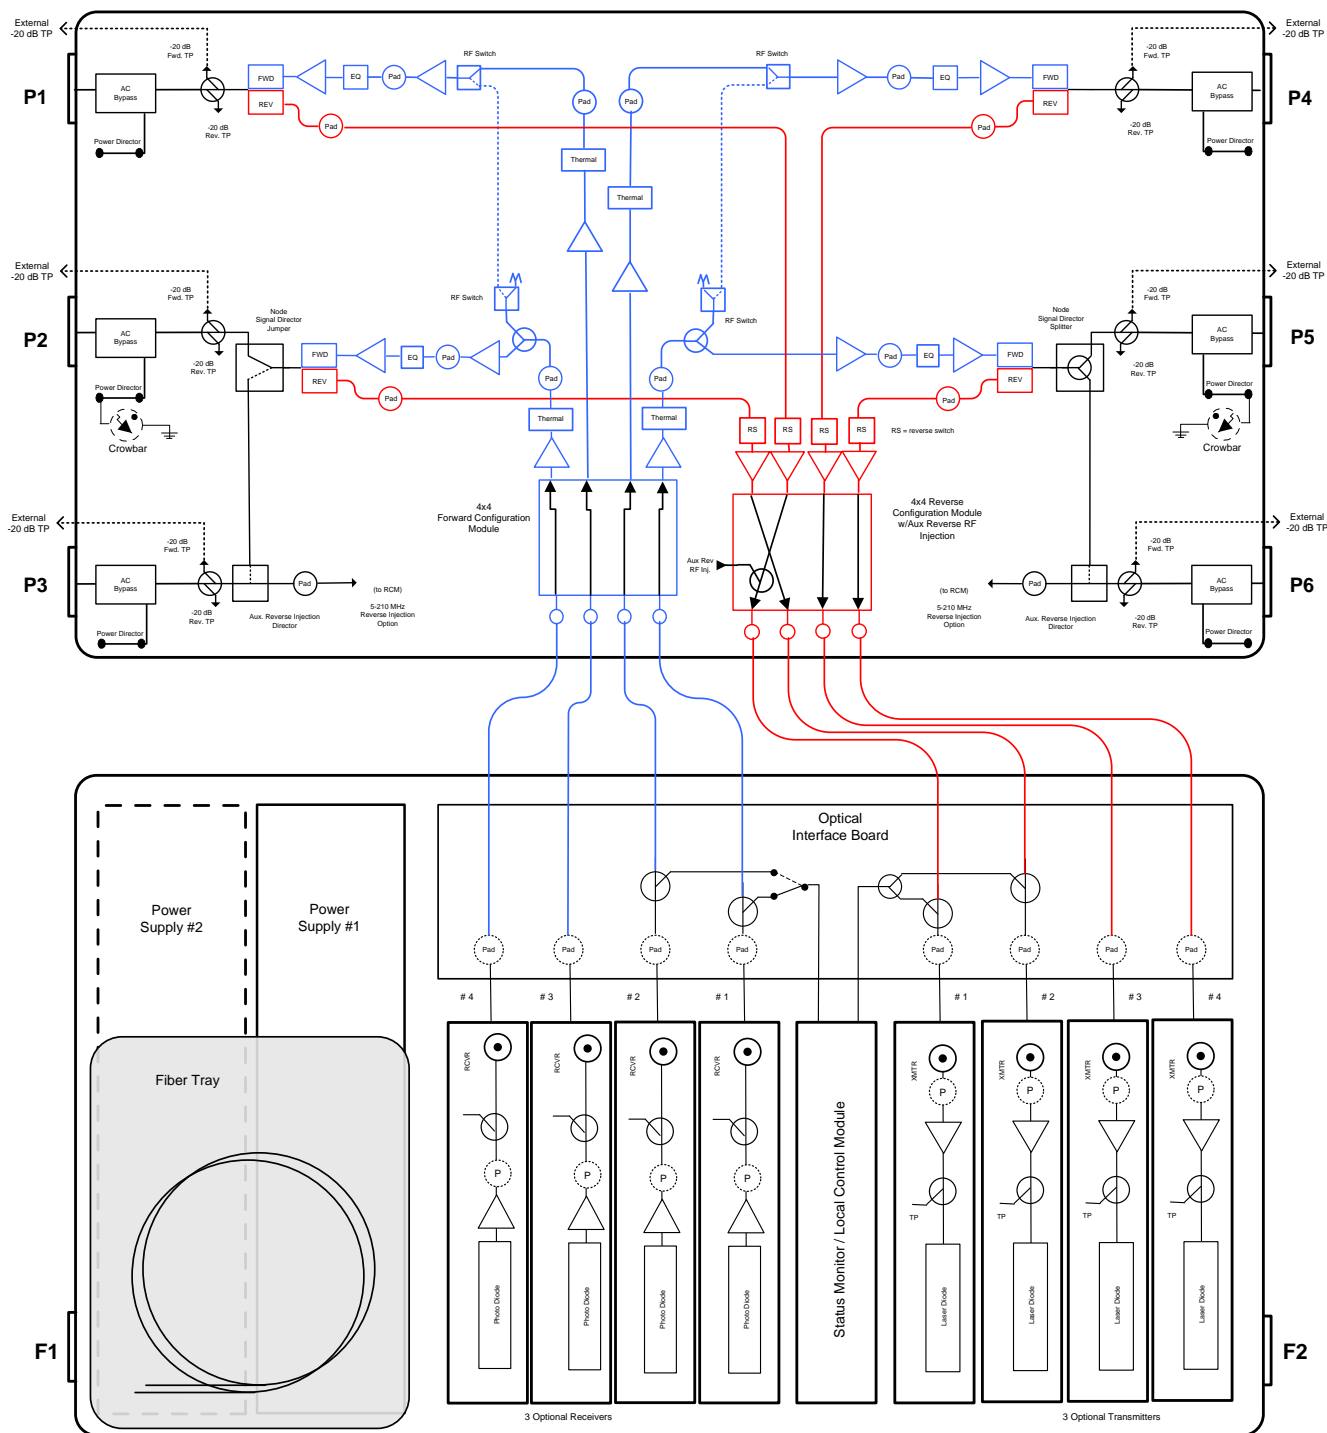 External
-20 dB TP
-20 dB
Fwd. TP
RF Switch
RF Switch
-20 dB
Fwd. TP
External
-20 dB TP
P1
AC
Bypass
FWD
REV
EQ
Pad
Pad
Pad
Pad
EQ
FWD
REV
AC
Bypass
P4
Power Director
-20 dB
Rev. TP
Pad
Pad
-20 dB
Rev. TP
Power Director
Thermal
Thermal
External
-20 dB TP
-20 dB
Fwd. TP
RF Switch
RF Switch
-20 dB
Fwd. TP
External
-20 dB TP
Node
Signal Director
Jumper
Node
Signal Director
Splitter
P2
AC
Bypass
-20 dB
Rev. TP
FWD
REV
EQ
Pad
Pad
EQ
FWD
REV
-20 dB
Rev. TP
AC
Bypass
P5
Power Director
Pad
Pad
Pad
Pad
Power Director
Crowbar
Thermal
Thermal
RS
RS
RS
RS
RS = reverse switch
Crowbar
4x4
Forward Configuration
Module
4x4 Reverse
Configuration Module
w/Aux Reverse RF
Injection
External
-20 dB TP
-20 dB
Fwd. TP
-20 dB
Fwd. TP
External
-20 dB TP
P3
AC
Bypass
Pad
(to RCM)
Aux Rev
RF Inj.
(to RCM)
Pad
AC
Bypass
P6
Power Director
-20 dB
Rev. TP
Aux. Reverse Injection
Director
5-210 MHz
Reverse Injection
Option
5-210 MHz
Reverse Injection
Option
Aux. Reverse Injection
Director
-20 dB
Rev. TP
Power Director
Optical
Interface Board
Power
Supply #2
Power
Supply #1
Pad
Pad
Pad
Pad
Pad
Pad
Pad
Pad
# 4
# 3
# 2
# 1
# 1
# 2
# 3
# 4
Fiber Tray
RCVR
RCVR
RCVR
RCVR
XMTR
XMTR
XMTR
XMTR
P
P
P
P
P
P
P
P
TP
TP
TP
TP
Photo Diode
Photo Diode
Photo Diode
Photo Diode
Status Monitor / Local Control Module
Laser Diode
Laser Diode
Laser Diode
Laser Diode
F1
F2
3 Optional Receivers
3 Optional Transmitters